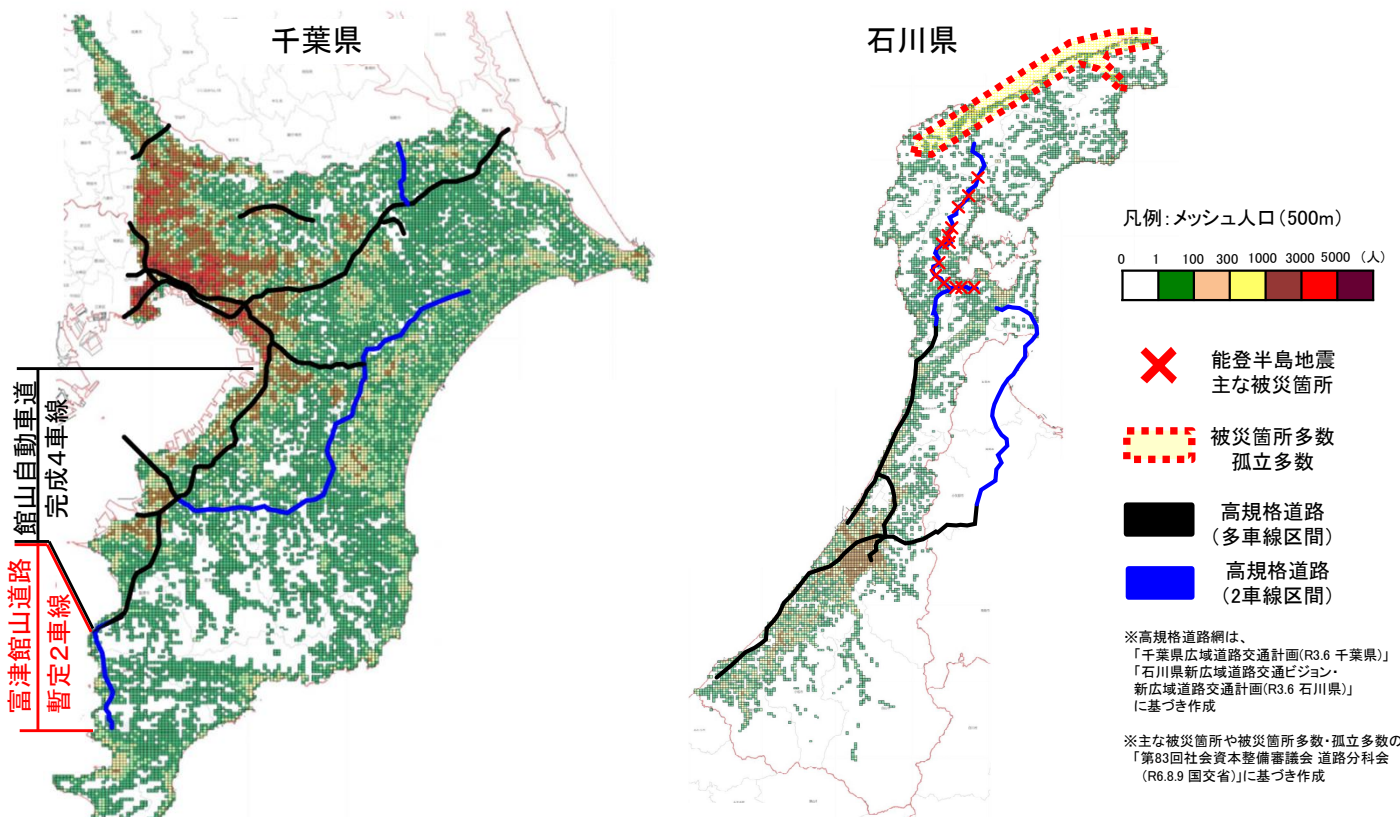 千葉県
石川県
凡例：メッシュ人口（500m）
0 1 100 300 1000 3000 5000 （人）
能登半島地震
主な被災箇所
被災箇所多数
孤立多数
高規格道路
（多車線区間）
高規格道路
（2車線区間）
※高規格道路網は、
「千葉県広域道路交通計画(R3.6 千葉県)」
「石川県新広域道路交通ビジョン・
新広域道路交通計画(R3.6 石川県)」
に基づき作成
※主な被災箇所や被災箇所多数・孤立多数の
「第83回社会資本整備審議会 道路分科会
（R6.8.9 国交省）」に基づき作成
館山自動車道
完成4車線
富津館山道路
暫定2車線